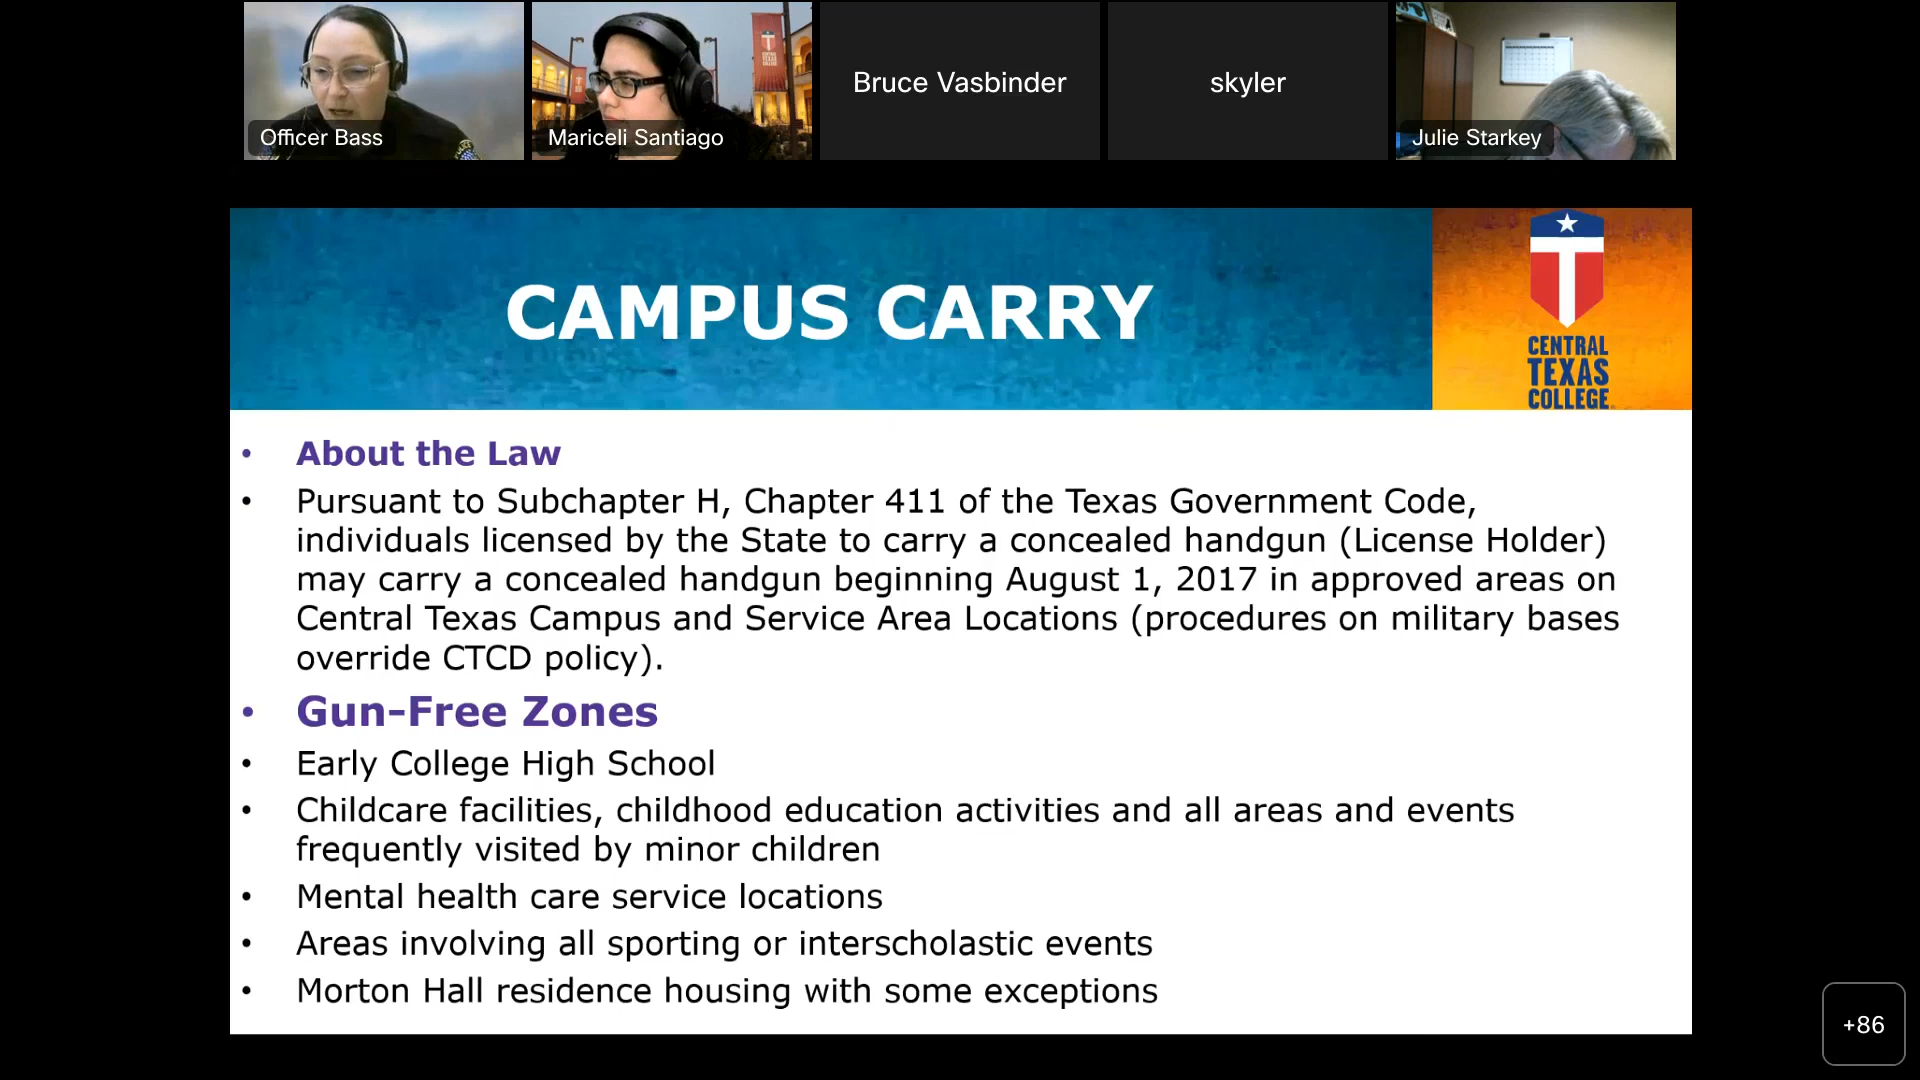 Officer Bass
Mariceli Santiago
Bruce Vasbinder
skyler
Julie Starkey
CAMPUS CARRY
CENTRAL
TEXAS
COLLEGE
• About the Law
• Pursuant to Subchapter H, Chapter 411 of the Texas Government Code,
individuals licensed by the State to carry a concealed handgun (License Holder)
may carry a concealed handgun beginning August 1, 2017 in approved areas on
Central Texas Campus and Service Area Locations (procedures on military bases
override CTCD policy).
• Gun-Free Zones
• Early College High School
• Childcare facilities, childhood education activities and all areas and events
frequently visited by minor children
• Mental health care service locations
• Areas involving all sporting or interscholastic events
• Morton Hall residence housing with some exceptions
+86